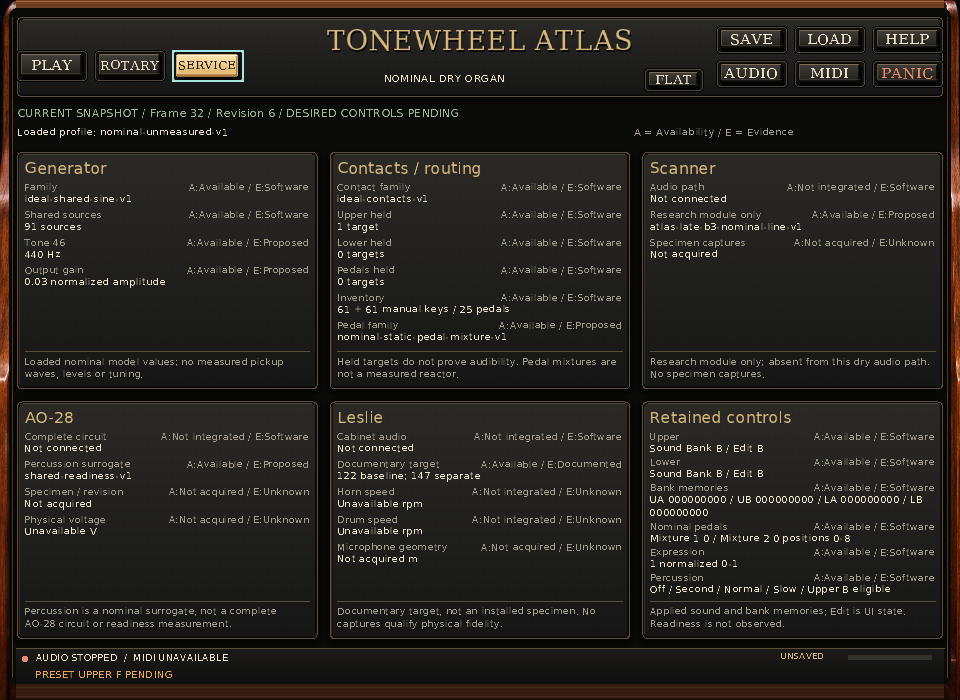 TONEWHEEL ATLAS
SAVE LOAD HELP
PLAY ROTARY SERVICE
NOMINAL DRY ORGAN
FLAT AUDIO MIDI PANIC
CURRENT SNAPSHOT / Frame 32 / Revision 6 / DESIRED CONTROLS PENDING
Loaded profile: nominal-unmeasured-v1
A = Availability / E = Evidence
Generator
Family A:Available / E:Software
ideal-shared-sine-v1
Shared sources A:Available / E:Software
91 sources
Tone 46 A:Available / E:Proposed
440 Hz
Output gain A:Available / E:Proposed
0.03 normalized amplitude
Loaded nominal model values; no measured pickup
waves, levels or tuning.
Contacts / routing
Contact family A:Available / E:Software
ideal-contacts-v1
Upper held A:Available / E:Software
1 target
Lower held A:Available / E:Software
0 targets
Pedals held A:Available / E:Software
0 targets
Inventory A:Available / E:Software
61 + 61 manual keys / 25 pedals
Pedal family A:Available / E:Proposed
nominal-static-pedal-mixture-v1
Held targets do not prove audibility. Pedal mixtures are
not a measured reactor.
Scanner
Audio path A:Not integrated / E:Software
Not connected
Research module only A:Available / E:Proposed
atlas-late-b3-nominal-line-v1
Specimen captures A:Not acquired / E:Unknown
Not acquired
Research module only; absent from this dry audio path.
No specimen captures.
AO-28
Complete circuit A:Not integrated / E:Software
Not connected
Percussion surrogate A:Available / E:Proposed
shared-readiness-v1
Specimen / revision A:Not acquired / E:Unknown
Not acquired
Physical voltage A:Not acquired / E:Unknown
Unavailable V
Percussion is a nominal surrogate, not a complete
AO-28 circuit or readiness measurement.
Leslie
Cabinet audio A:Not integrated / E:Software
Not connected
Documentary target A:Available / E:Documented
122 baseline; 147 separate
Horn speed A:Not integrated / E:Unknown
Unavailable rpm
Drum speed A:Not integrated / E:Unknown
Unavailable rpm
Microphone geometry A:Not acquired / E:Unknown
Not acquired m
Documentary target, not an installed specimen. No
captures qualify physical fidelity.
Retained controls
Upper A:Available / E:Software
Sound Bank B / Edit B
Lower A:Available / E:Software
Sound Bank B / Edit B
Bank memories A:Available / E:Software
UA 000000000 / UB 000000000 / LA 000000000 / LB
000000000
Nominal pedals A:Available / E:Software
Mixture 1 0 / Mixture 2 0 positions 0-8
Expression A:Available / E:Software
1 normalized 0-1
Percussion A:Available / E:Software
Off / Second / Normal / Slow / Upper B eligible
Applied sound and bank memories; Edit is UI state.
Readiness is not observed.
AUDIO STOPPED / MIDI UNAVAILABLE
UNSAVED
PRESET UPPER F PENDING